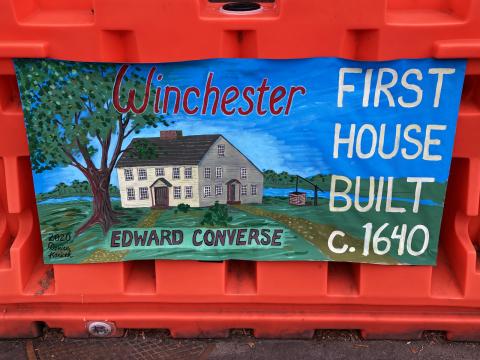 Winchester
FIRST
HOUSE
BUILT
c. 1640
EDWARD CONVERSE
2020